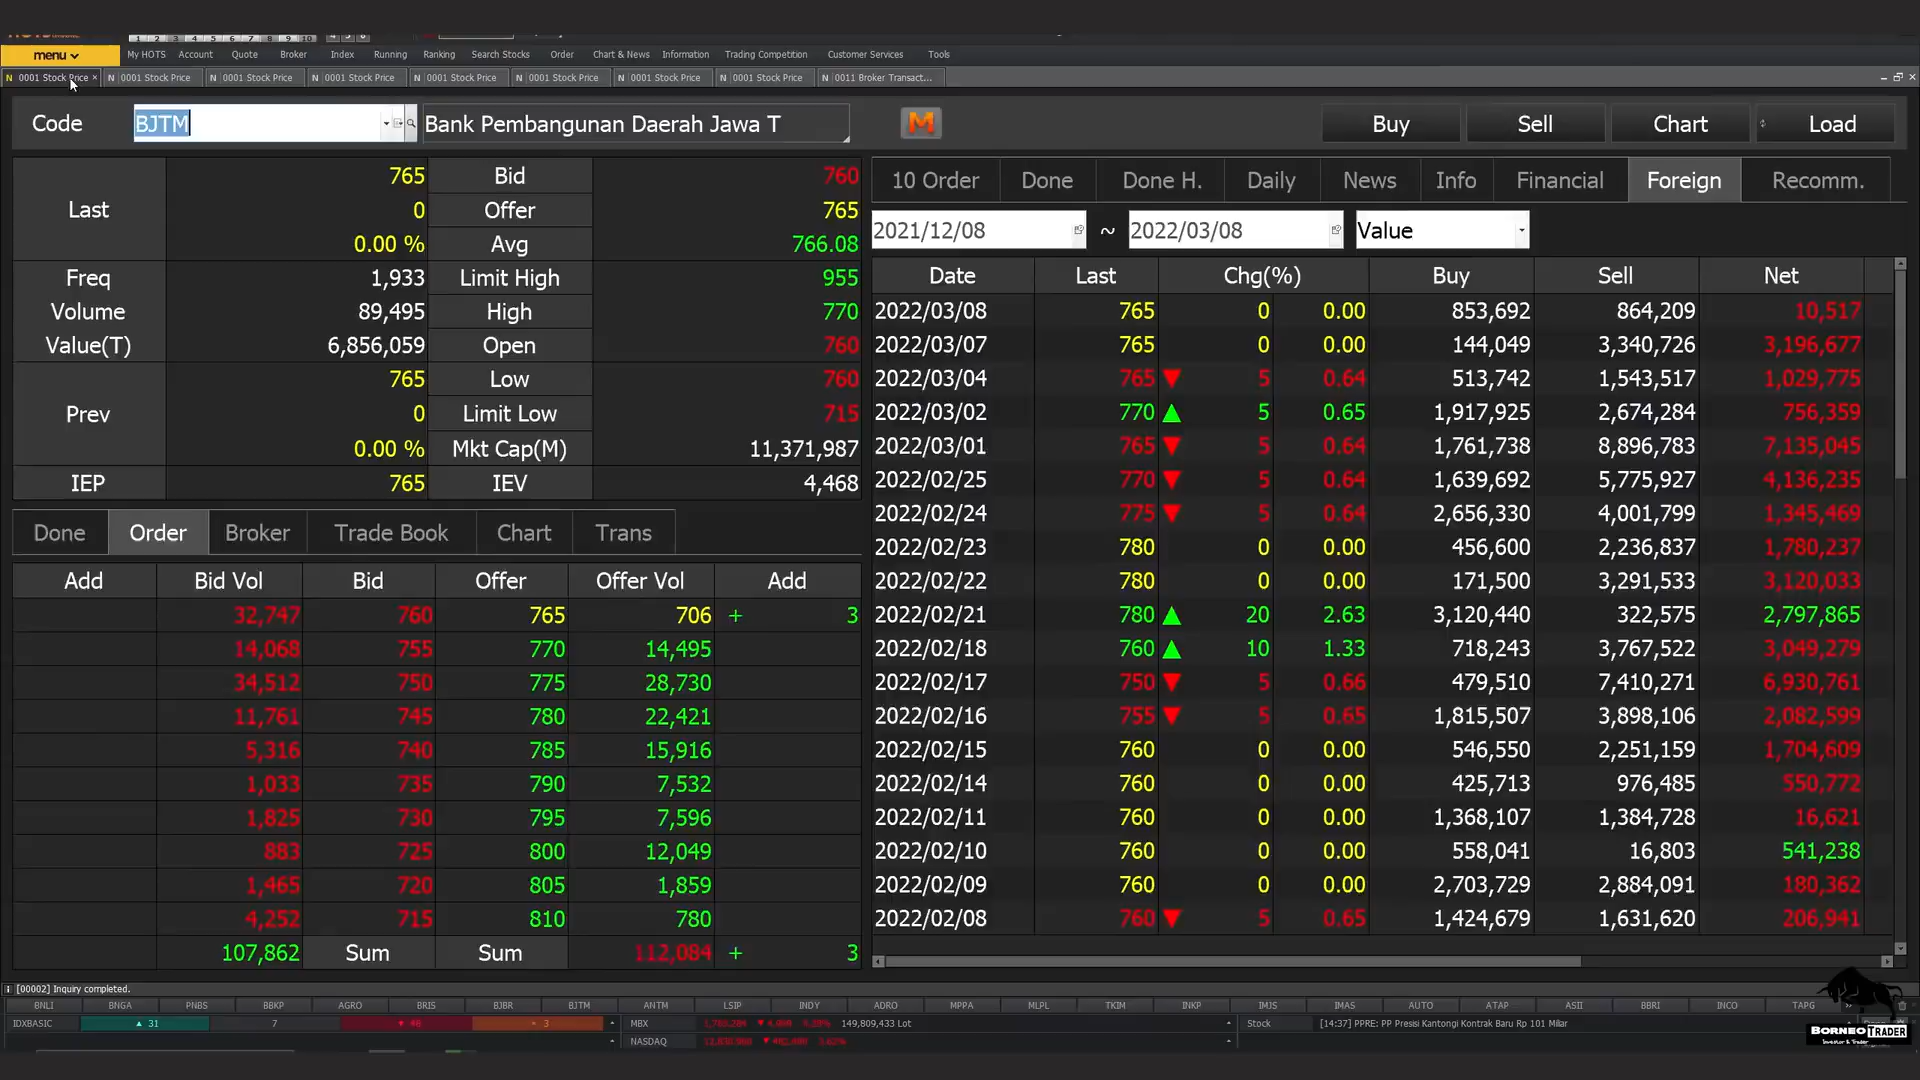 1 2 3 4 5 6 7 8 9 10
menu My HOTS Account Quote Broker Index Running Ranking Search Stocks Order Chart & News Information Trading Competition Customer Services Tools
N 0001 Stock Price × N 0001 Stock Price N 0001 Stock Price N 0001 Stock Price N 0001 Stock Price N 0001 Stock Price N 0001 Stock Price N 0001 Stock Price N 0011 Broker Transact...
Code BJTM Bank Pembangunan Daerah Jawa T M Buy Sell Chart Load
Last 765 Bid 760
0 Offer 765
0.00 % Avg 766.08
Freq 1,933 Limit High 955
Volume 89,495 High 770
Value(T) 6,856,059 Open 760
Prev 765 Low 760
0 Limit Low 715
0.00 % Mkt Cap(M) 11,371,987
IEP 765 IEV 4,468
Done Order Broker Trade Book Chart Trans
Add Bid Vol Bid Offer Offer Vol Add
32,747 760 765 706 + 3
14,068 755 770 14,495
34,512 750 775 28,730
11,761 745 780 22,421
5,316 740 785 15,916
1,033 735 790 7,532
1,825 730 795 7,596
883 725 800 12,049
1,465 720 805 1,859
4,252 715 810 780
107,862 Sum Sum 112,084 + 3
10 Order Done Done H. Daily News Info Financial Foreign Recomm.
2021/12/08 ~ 2022/03/08 Value
Date Last Chg(%) Buy Sell Net
2022/03/08 765 0 0.00 853,692 864,209 10,517
2022/03/07 765 0 0.00 144,049 3,340,726 3,196,677
2022/03/04 765 ▼ 5 0.64 513,742 1,543,517 1,029,775
2022/03/02 770 ▲ 5 0.65 1,917,925 2,674,284 756,359
2022/03/01 765 ▼ 5 0.64 1,761,738 8,896,783 7,135,045
2022/02/25 770 ▼ 5 0.64 1,639,692 5,775,927 4,136,235
2022/02/24 775 ▼ 5 0.64 2,656,330 4,001,799 1,345,469
2022/02/23 780 0 0.00 456,600 2,236,837 1,780,237
2022/02/22 780 0 0.00 171,500 3,291,533 3,120,033
2022/02/21 780 ▲ 20 2.63 3,120,440 322,575 2,797,865
2022/02/18 760 ▲ 10 1.33 718,243 3,767,522 3,049,279
2022/02/17 750 ▼ 5 0.66 479,510 7,410,271 6,930,761
2022/02/16 755 ▼ 5 0.65 1,815,507 3,898,106 2,082,599
2022/02/15 760 0 0.00 546,550 2,251,159 1,704,609
2022/02/14 760 0 0.00 425,713 976,485 550,772
2022/02/11 760 0 0.00 1,368,107 1,384,728 16,621
2022/02/10 760 0 0.00 558,041 16,803 541,238
2022/02/09 760 0 0.00 2,703,729 2,884,091 180,362
2022/02/08 760 ▼ 5 0.65 1,424,679 1,631,620 206,941
[00002] Inquiry completed.
BNLI BNGA PNBS BBKP AGRO BRIS BJBR BJTM ANTM LSIP INDY ADRO MPPA MLPL TKIM INKP IMJS IMAS AUTO ATAP ASII BBRI INCO TAPG
IDXBASIC ▲ 31 7 3 MBX 149,809,433 Lot Stock [14:37] PPRE: PP Presisi Kantongi Kontrak Baru Rp 101 Miliar
NASDAQ
BORNEO TRADER
Investor & Trader